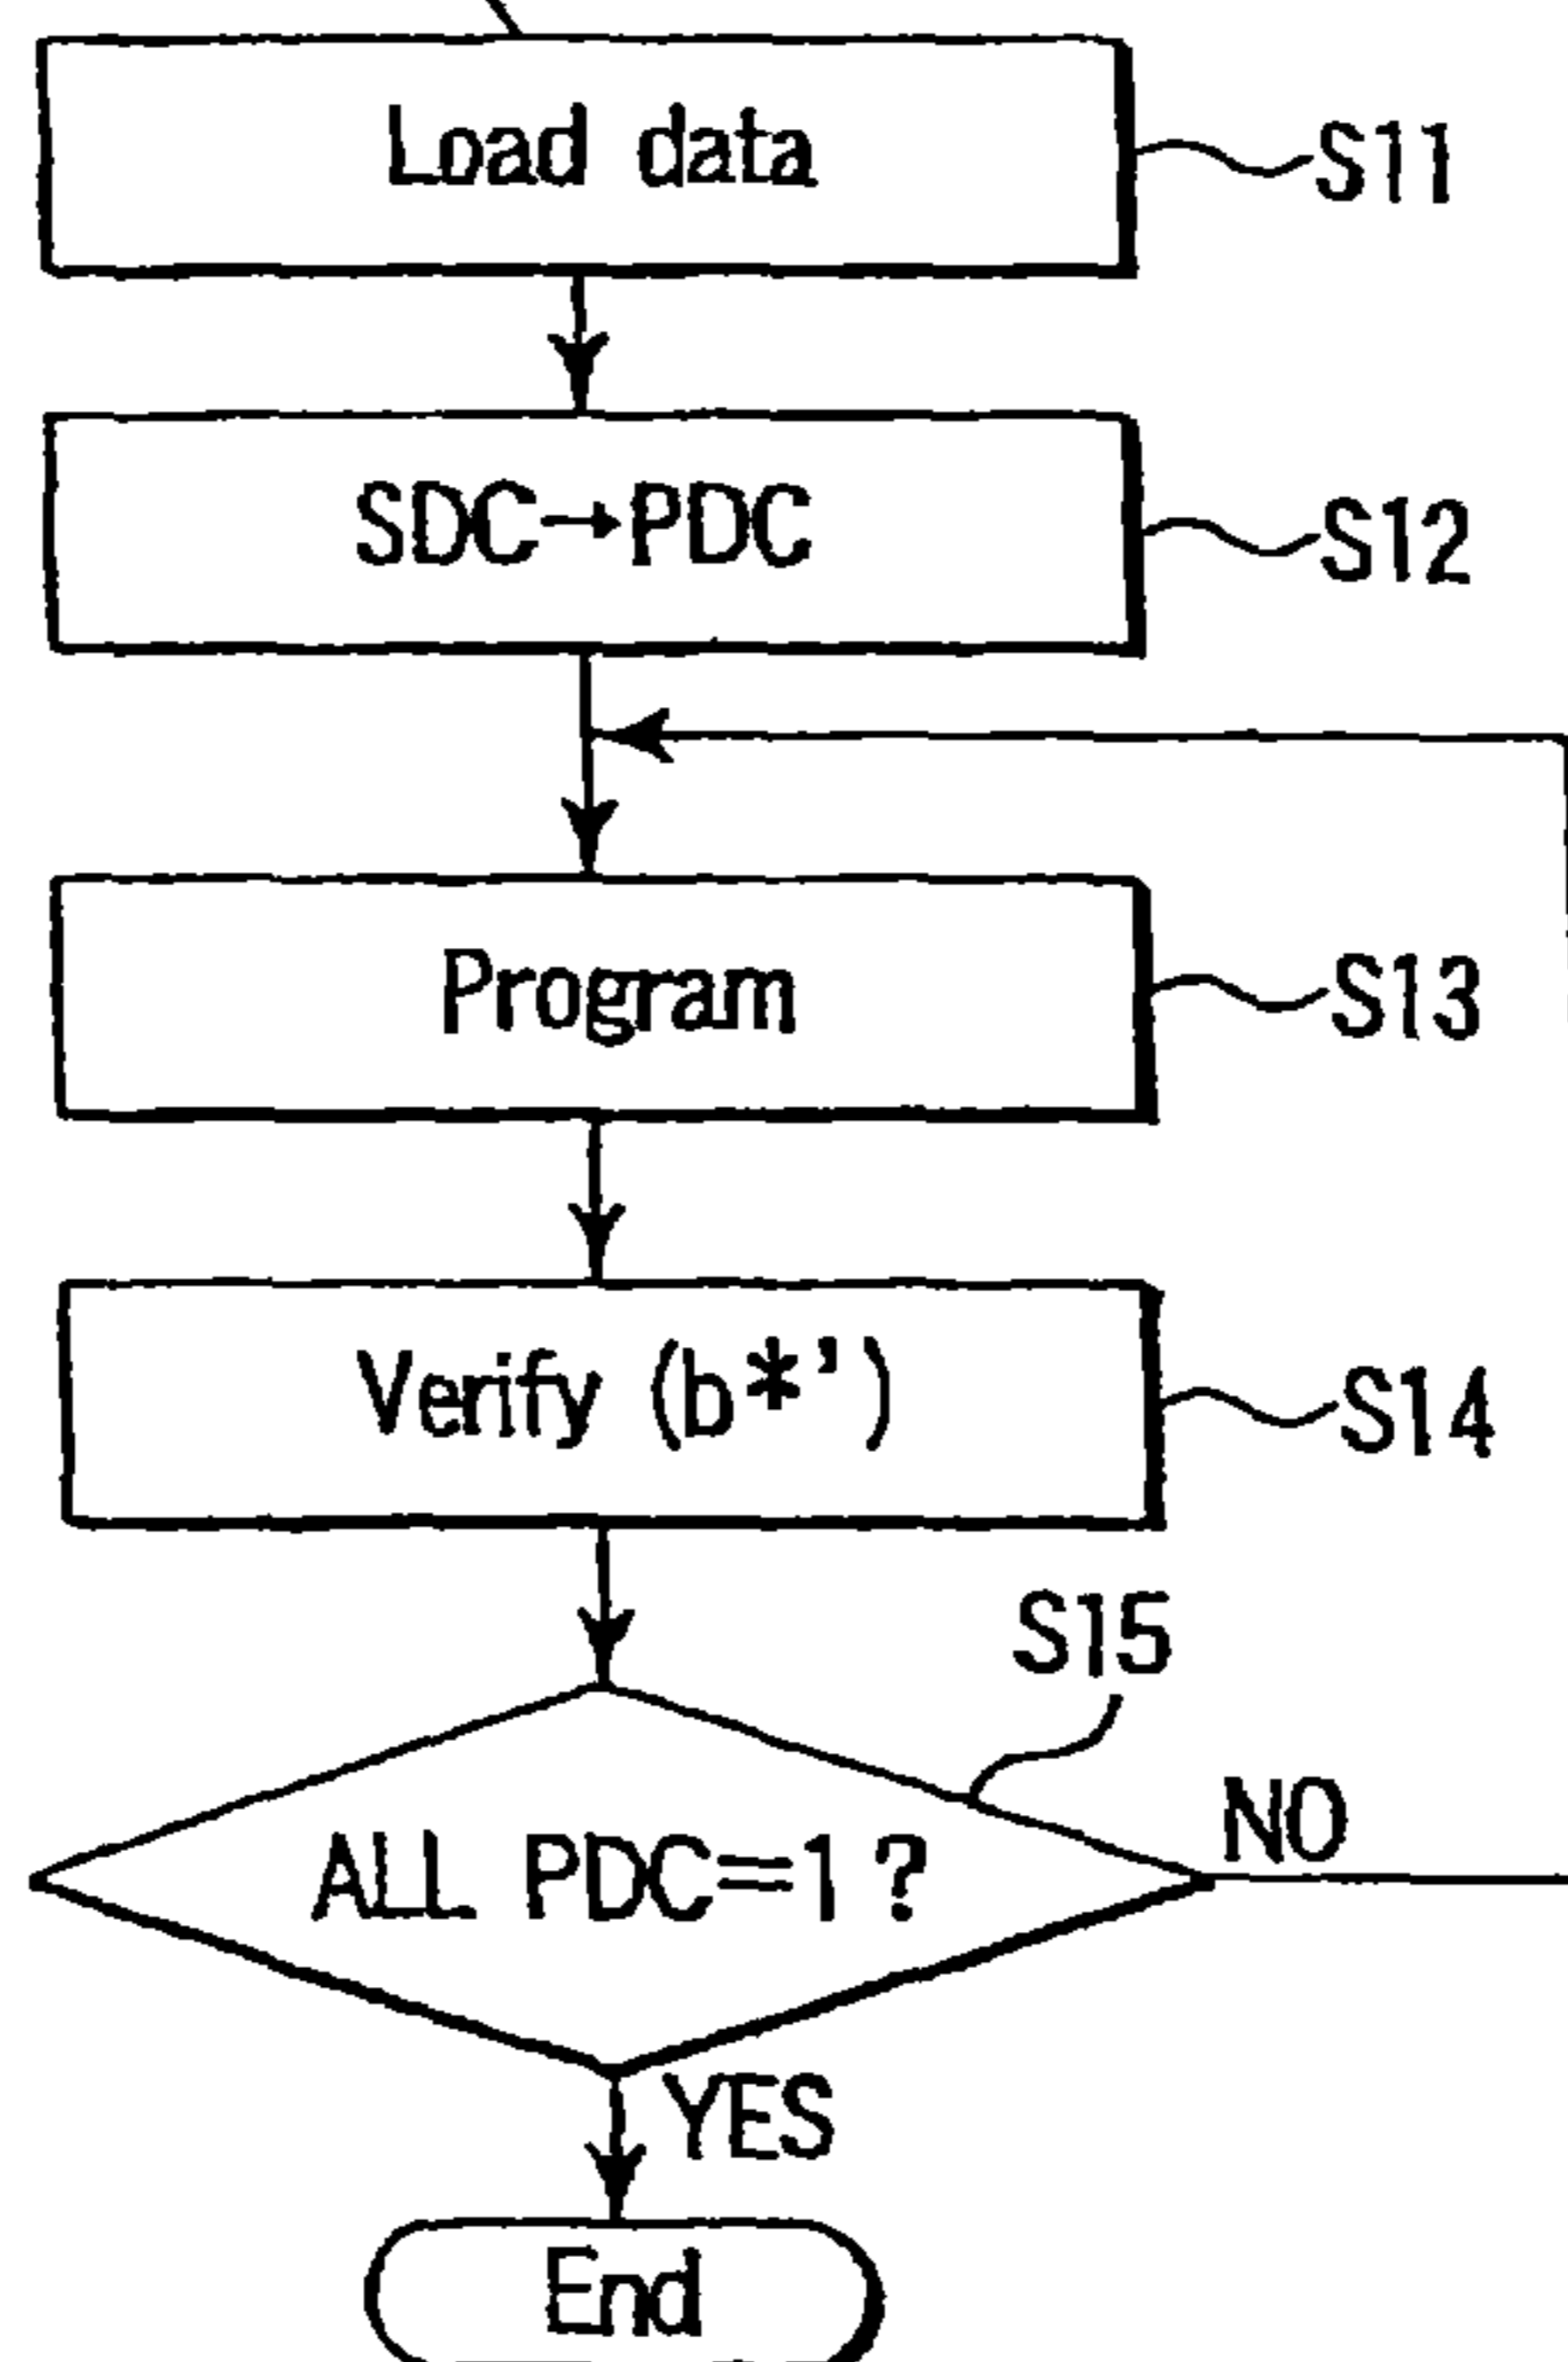 Load data
S11
SDC→PDC
S12
Program
S13
Verify (b*')
S14
S15
ALL PDC=1?
NO
YES
End